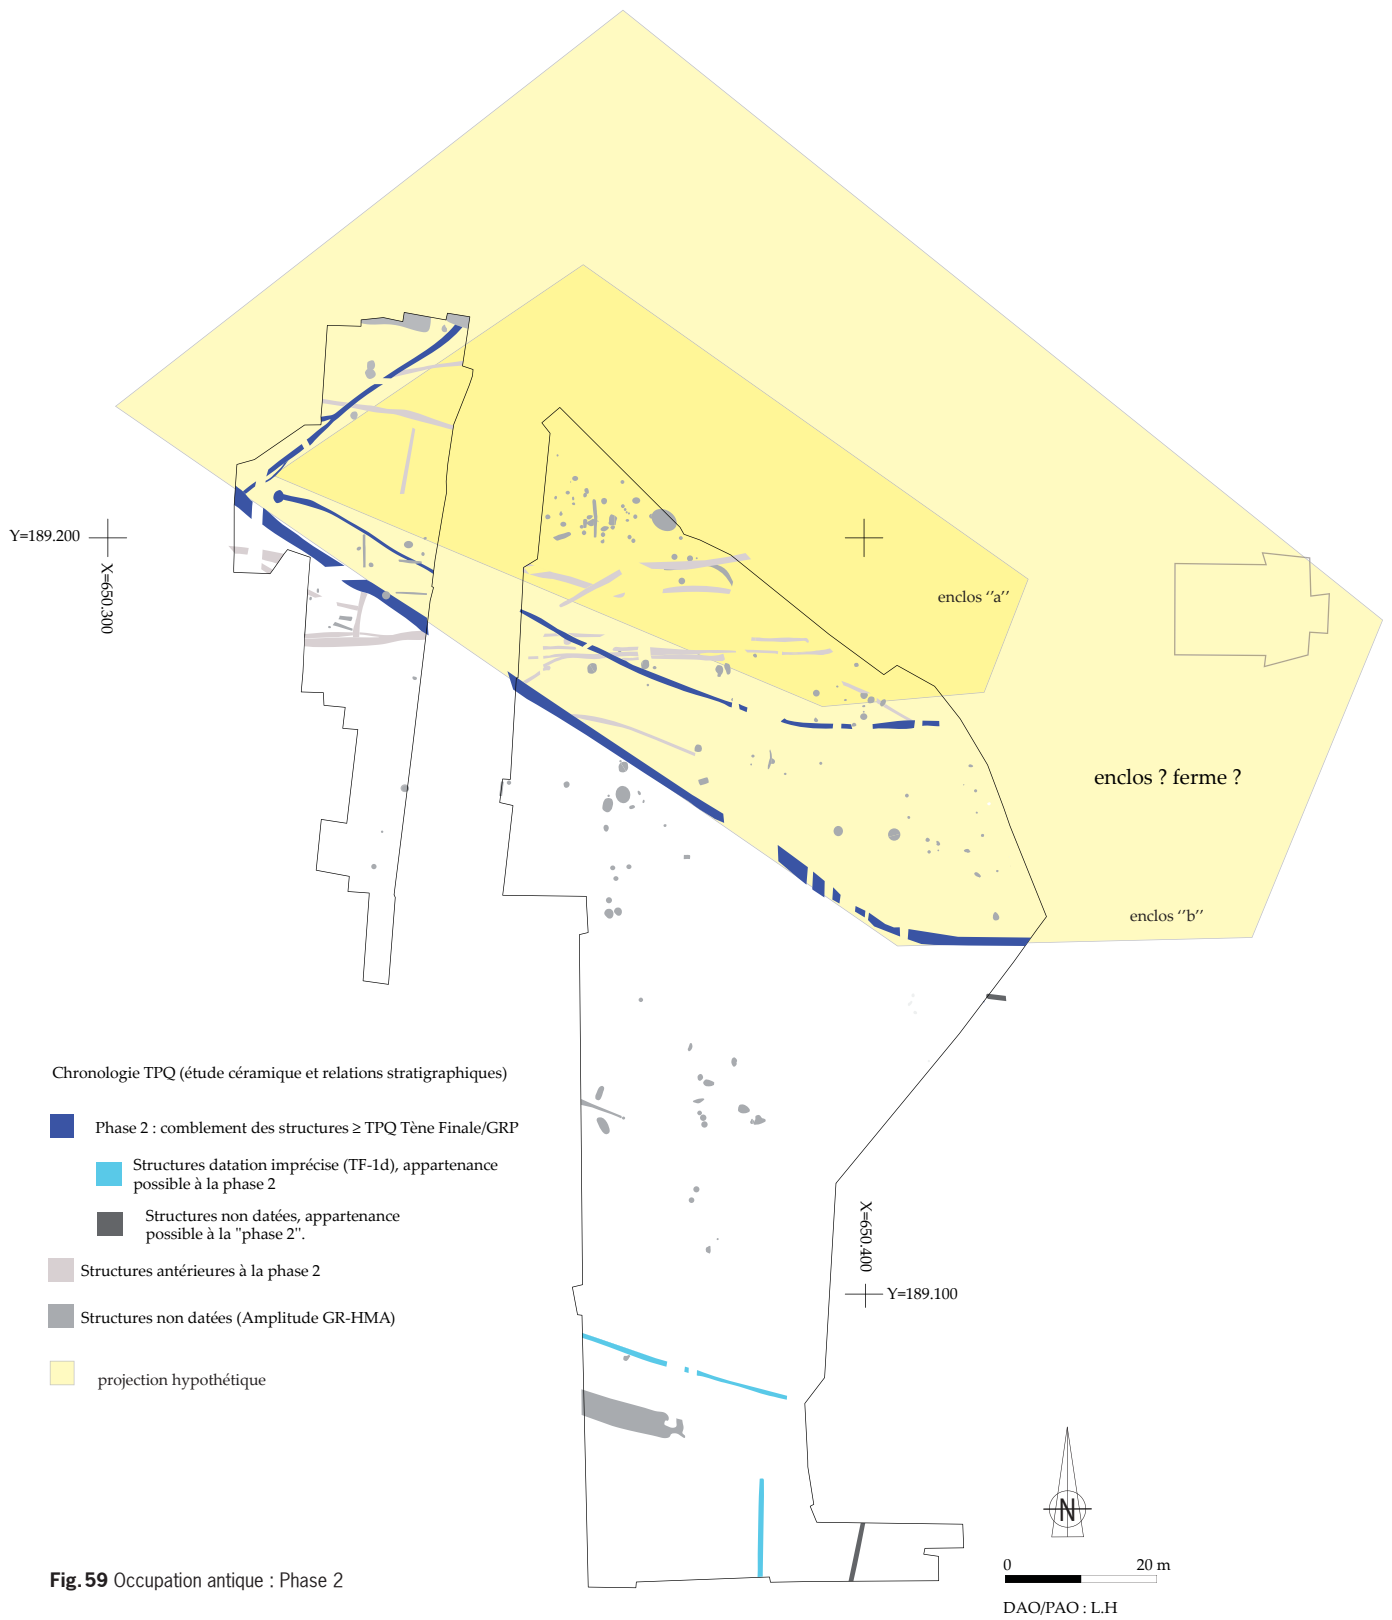 Y=189.200
X=650.300
enclos ''a''
enclos ? ferme ?
enclos ''b''
Chronologie TPQ (étude céramique et relations stratigraphiques)
Phase 2 : comblement des structures ≥ TPQ Tène Finale/GRP
Structures datation imprécise (TF-1d), appartenance
possible à la phase 2
Structures non datées, appartenance
possible à la "phase 2".
Structures antérieures à la phase 2
Structures non datées (Amplitude GR-HMA)
projection hypothétique
X=650.400
Y=189.100
N
0 20 m
DAO/PAO : L.H
Fig. 59 Occupation antique : Phase 2